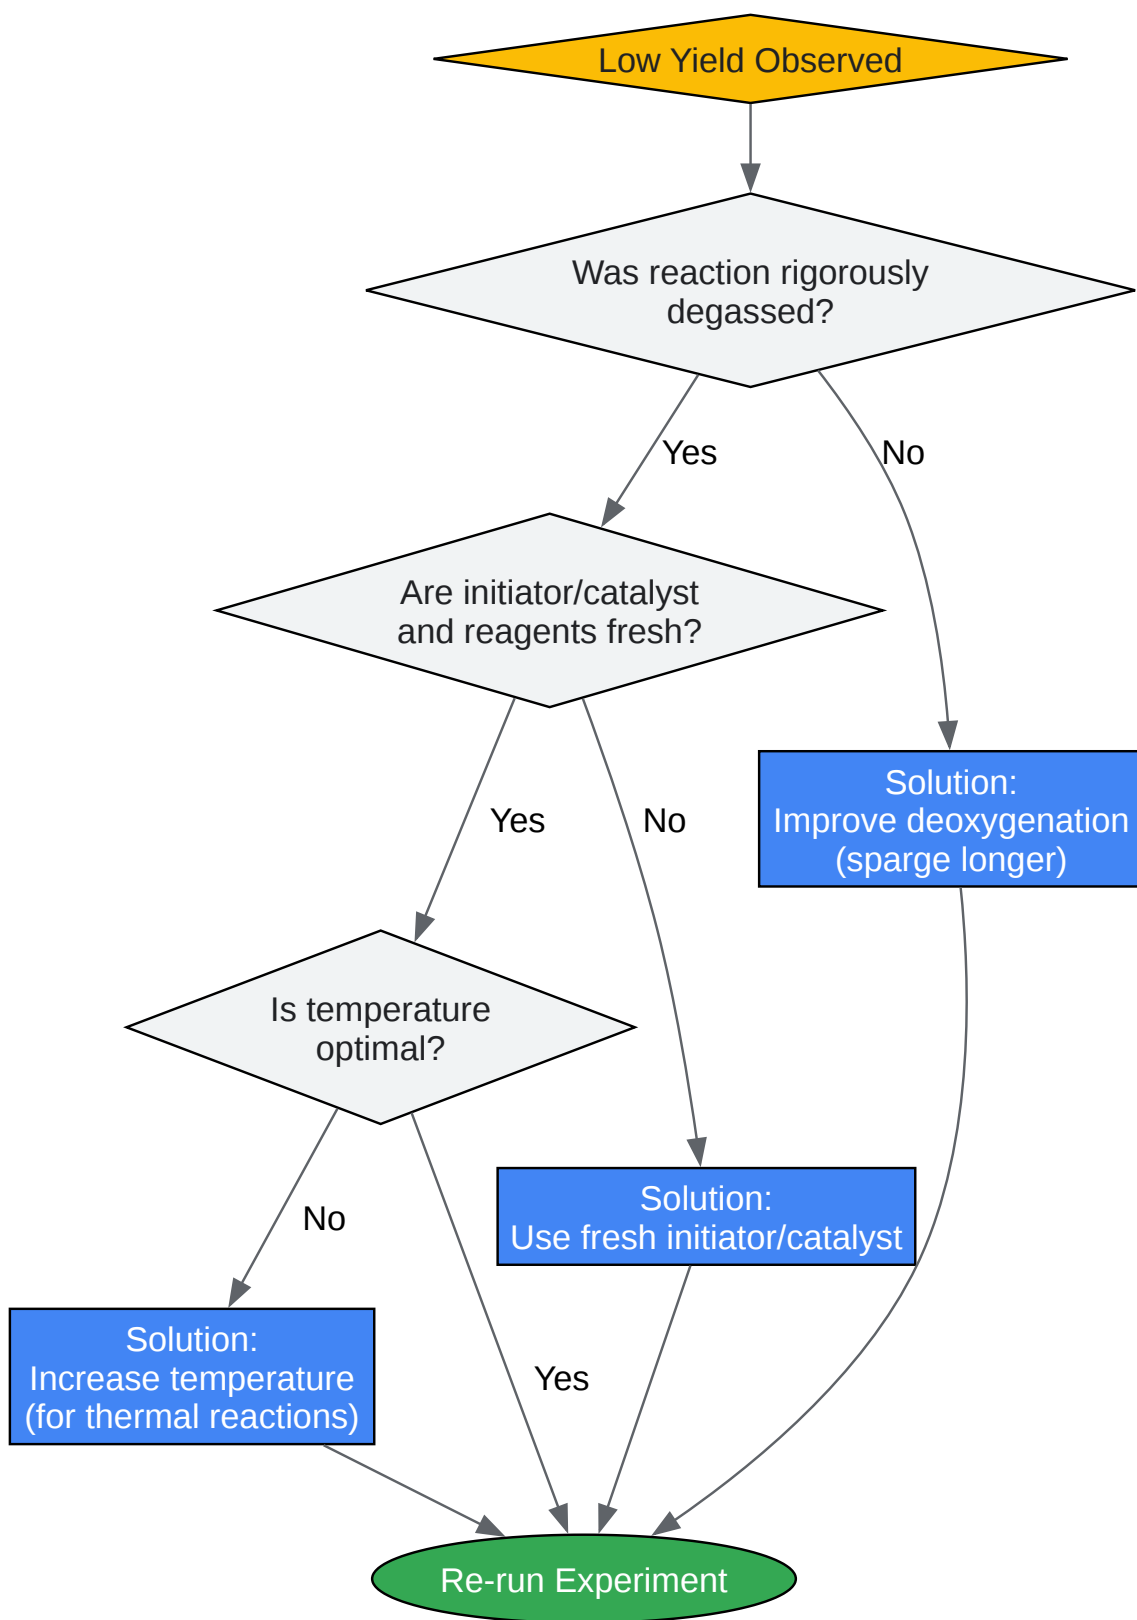 Low Yield Observed
Was reaction rigorously
degassed?
Yes
No
Are initiator/catalyst
and reagents fresh?
Solution:
Improve deoxygenation
(sparge longer)
Yes
No
Is temperature
optimal?
Solution:
Use fresh initiator/catalyst
No
Solution:
Increase temperature
(for thermal reactions)
Yes
Re-run Experiment